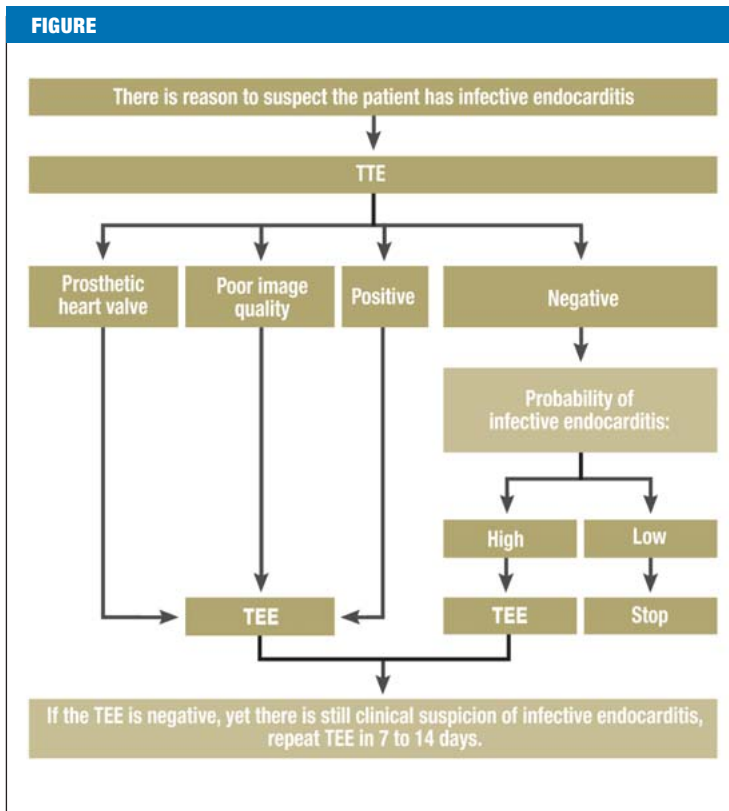 FIGURE
There is reason to suspect the patient has infective endocarditis
TTE
Prosthetic
heart valve
Poor image
quality
Positive
Negative
Probability of
infective endocarditis:
High
Low
TEE
TEE
Stop
If the TEE is negative, yet there is still clinical suspicion of infective endocarditis,
repeat TEE in 7 to 14 days.